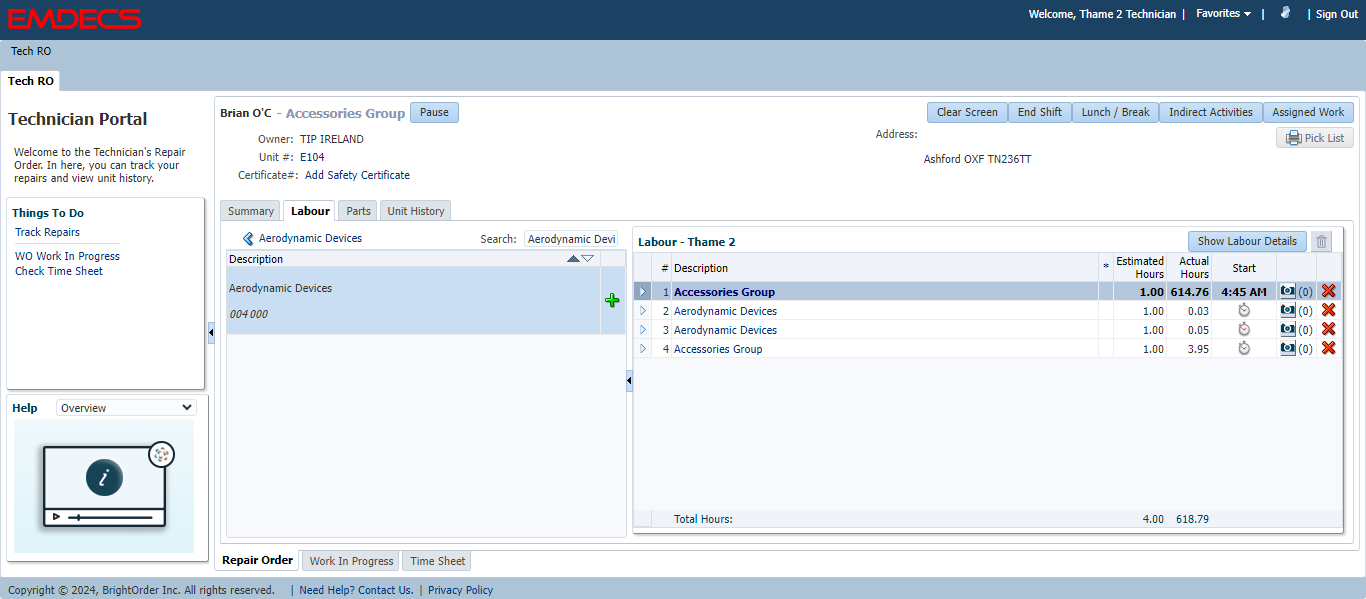 EMDECS
Welcome, Thame 2 Technician | Favorites | | Sign Out
Tech RO
Tech RO
Technician Portal
Welcome to the Technician's Repair
Order. In here, you can track your
repairs and view unit history.
Things To Do
Track Repairs
WO Work In Progress
Check Time Sheet
Help Overview
i
Brian O'C - Accessories Group Pause
Clear Screen End Shift Lunch / Break Indirect Activities Assigned Work
Owner: TIP IRELAND
Unit #: E104
Certificate#: Add Safety Certificate
Address:
Pick List
Ashford OXF TN236TT
Summary Labour Parts Unit History
Aerodynamic Devices Search: Aerodynamic Devi
Description
Aerodynamic Devices
004 000
Labour - Thame 2 Show Labour Details
# Description * Estimated Hours Actual Hours Start
1 Accessories Group 1.00 614.76 4:45 AM (0)
2 Aerodynamic Devices 1.00 0.03 (0)
3 Aerodynamic Devices 1.00 0.05 (0)
4 Accessories Group 1.00 3.95 (0)
Total Hours: 4.00 618.79
Repair Order Work In Progress Time Sheet
Copyright © 2024, BrightOrder Inc. All rights reserved. | Need Help? Contact Us. | Privacy Policy